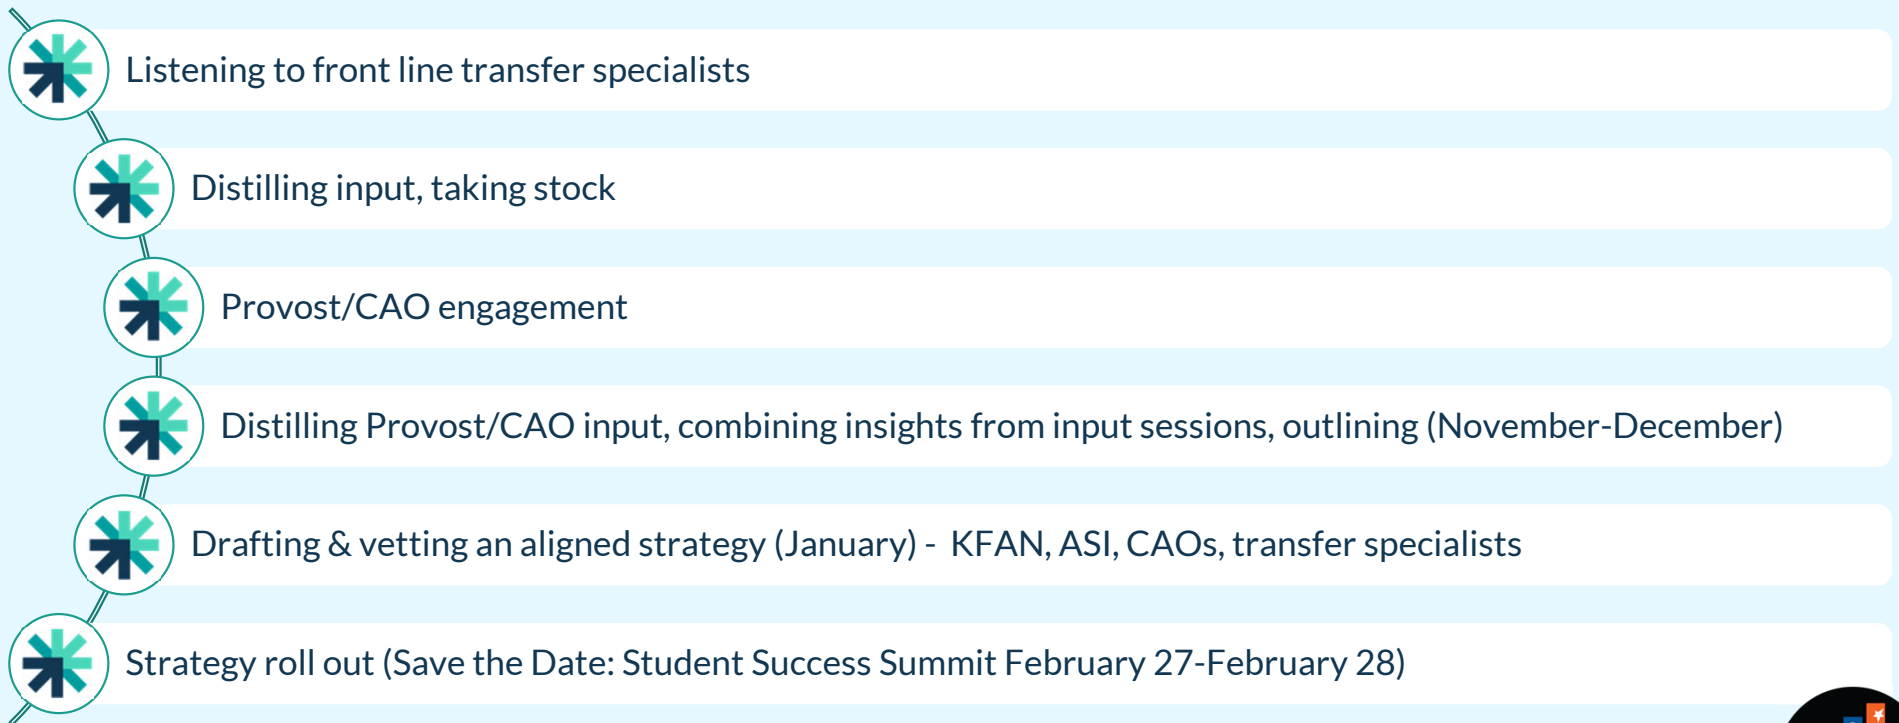 Listening to front line transfer specialists
Distilling input, taking stock
Provost/CAO engagement
Distilling Provost/CAO input, combining insights from input sessions, outlining (November-December)
Drafting & vetting an aligned strategy (January) -  KFAN, ASI, CAOs, transfer specialists
Strategy roll out (Save the Date: Student Success Summit February 27-February 28)